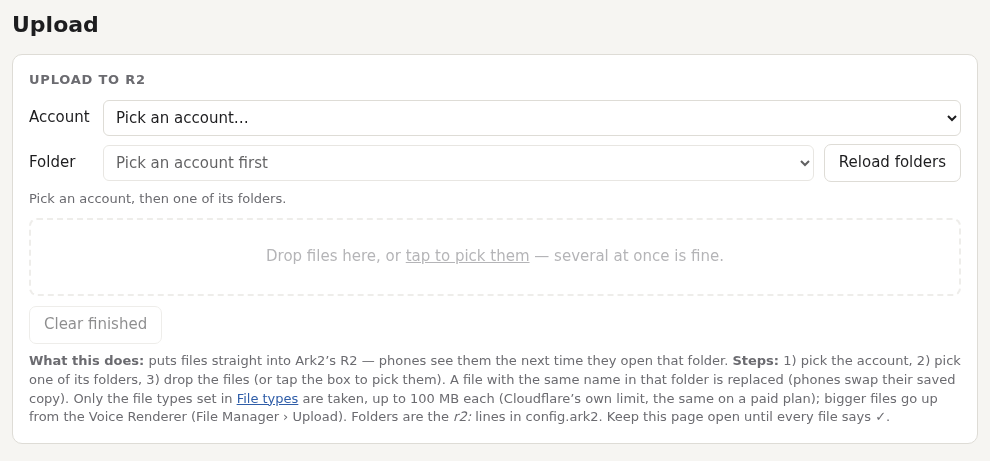 Upload
UPLOAD TO R2
Account
Pick an account...
Folder
Pick an account first
Reload folders
Pick an account, then one of its folders.
Drop files here, or tap to pick them — several at once is fine.
Clear finished
What this does: puts files straight into Ark2’s R2 — phones see them the next time they open that folder. Steps: 1) pick the account, 2) pick
one of its folders, 3) drop the files (or tap the box to pick them). A file with the same name in that folder is replaced (phones swap their saved
copy). Only the file types set in File types are taken, up to 100 MB each (Cloudflare’s own limit, the same on a paid plan); bigger files go up
from the Voice Renderer (File Manager › Upload). Folders are the r2: lines in config.ark2. Keep this page open until every file says ✓.